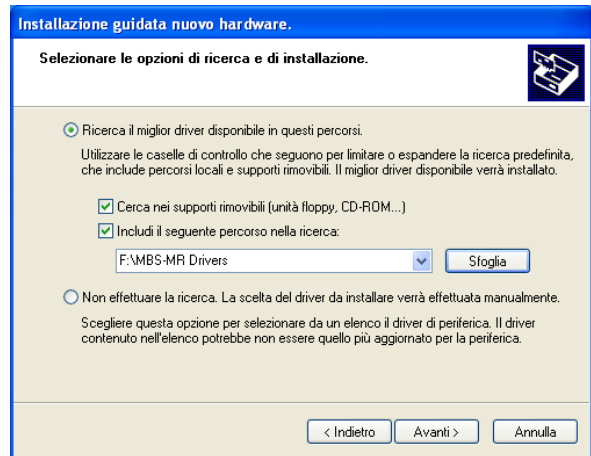 Installazione guidata nuovo hardware.
Selezionare le opzioni di ricerca e di installazione.
Ricerca il miglior driver disponibile in questi percorsi.
Utilizzare le caselle di controllo che seguono per limitare o espandere la ricerca predefinita,
che include percorsi locali e supporti rimovibili. Il miglior driver disponibile verrà installato.
Cerca nei supporti rimovibili (unità floppy, CD-ROM...)
Includi il seguente percorso nella ricerca:
F:\MBS-MR Drivers
Sfoglia
Non effettuare la ricerca. La scelta del driver da installare verrà effettuata manualmente.
Scegliere questa opzione per selezionare da un elenco il driver di periferica. Il driver
contenuto nell'elenco potrebbe non essere quello più aggiornato per la periferica.
< Indietro
Avanti >
Annulla